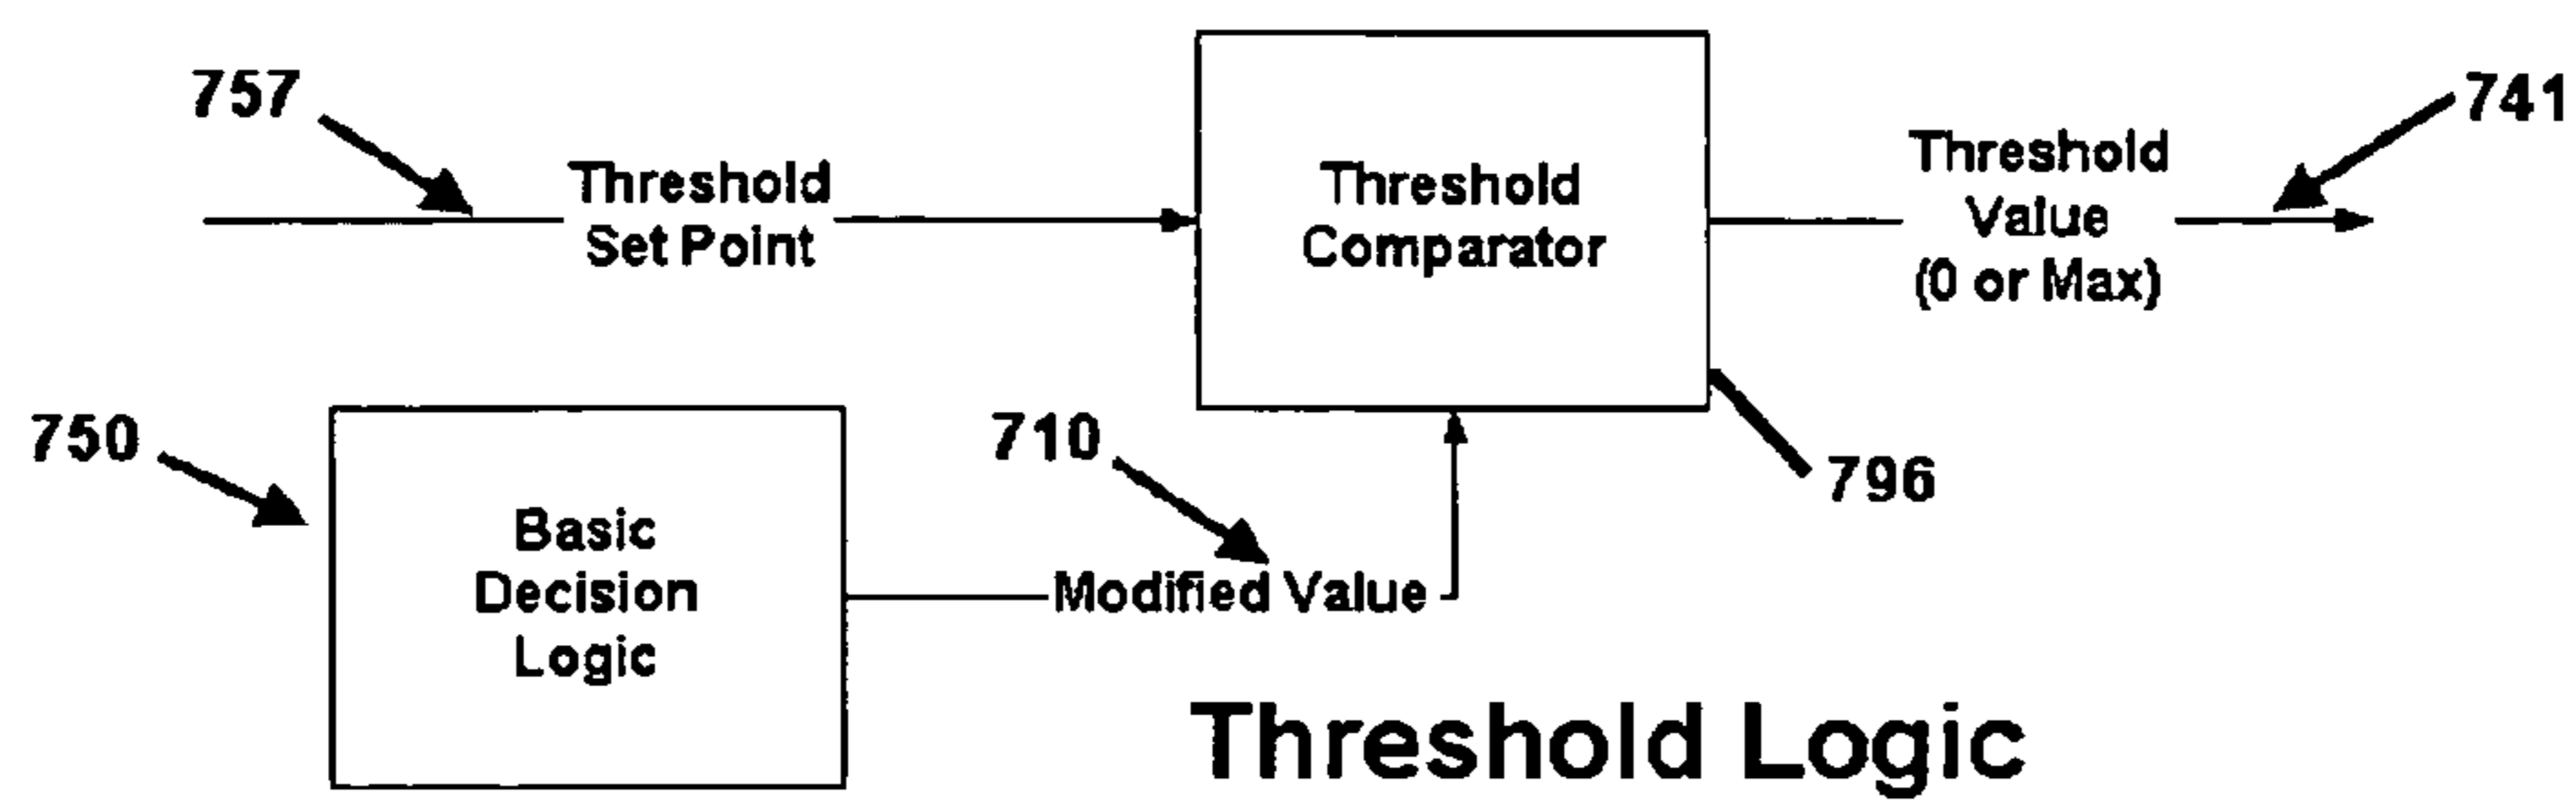 757
Threshold
Set Point
Threshold
Comparator
Threshold
Value
(0 or Max)
741
750
Basic
Decision
Logic
710
Modified Value
796
Threshold Logic